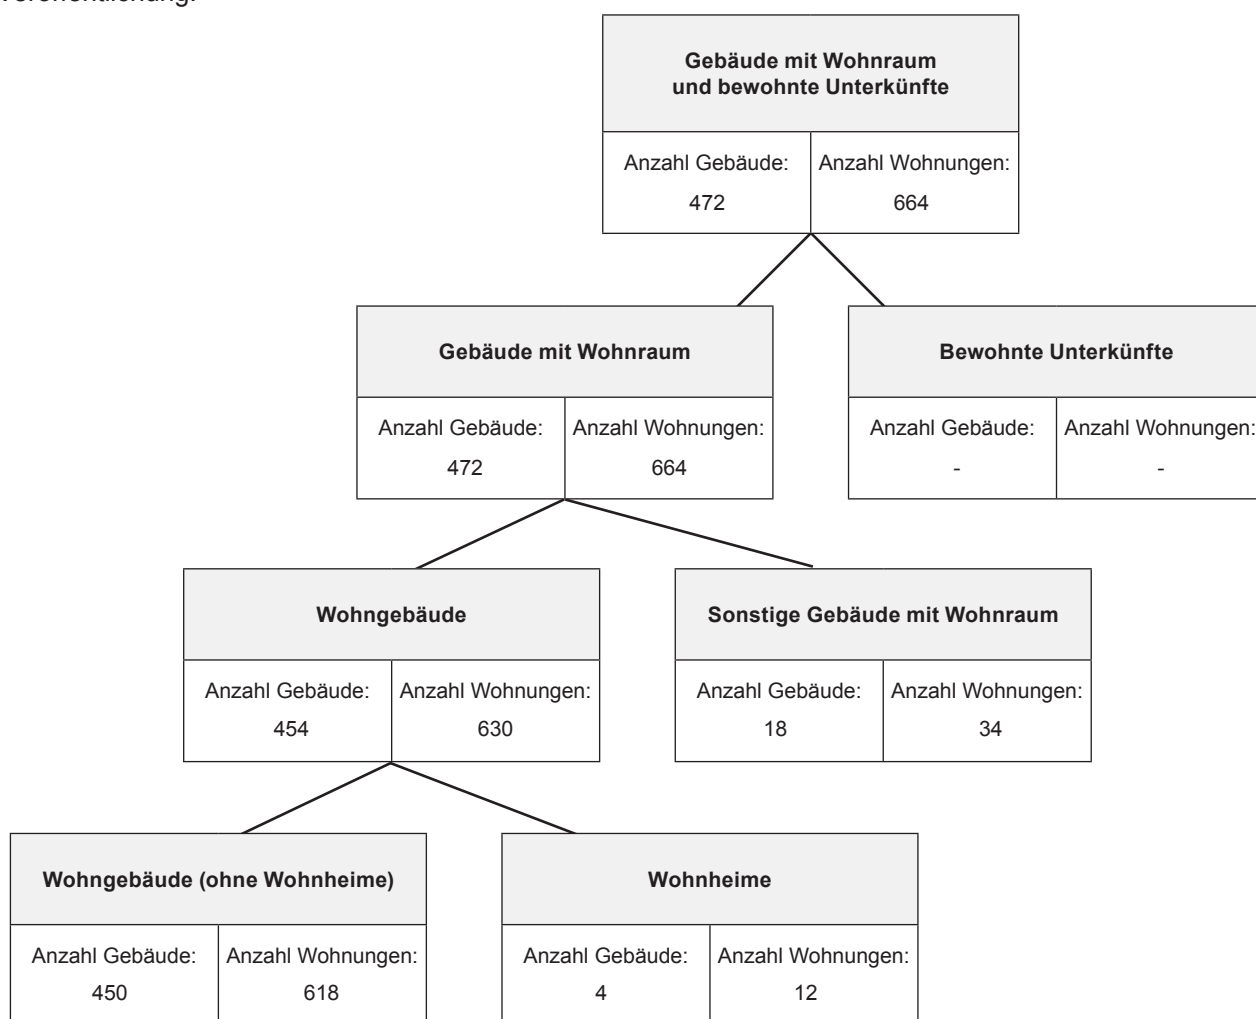 Veröffentlichung.
Gebäude mit Wohnraum
und bewohnte Unterkünfte
Anzahl Gebäude:
472
Anzahl Wohnungen:
664
Gebäude mit Wohnraum
Anzahl Gebäude:
472
Anzahl Wohnungen:
664
Bewohnte Unterkünfte
Anzahl Gebäude:
-
Anzahl Wohnungen:
-
Wohngebäude
Anzahl Gebäude:
454
Anzahl Wohnungen:
630
Sonstige Gebäude mit Wohnraum
Anzahl Gebäude:
18
Anzahl Wohnungen:
34
Wohngebäude (ohne Wohnheime)
Anzahl Gebäude:
450
Anzahl Wohnungen:
618
Wohnheime
Anzahl Gebäude:
4
Anzahl Wohnungen:
12